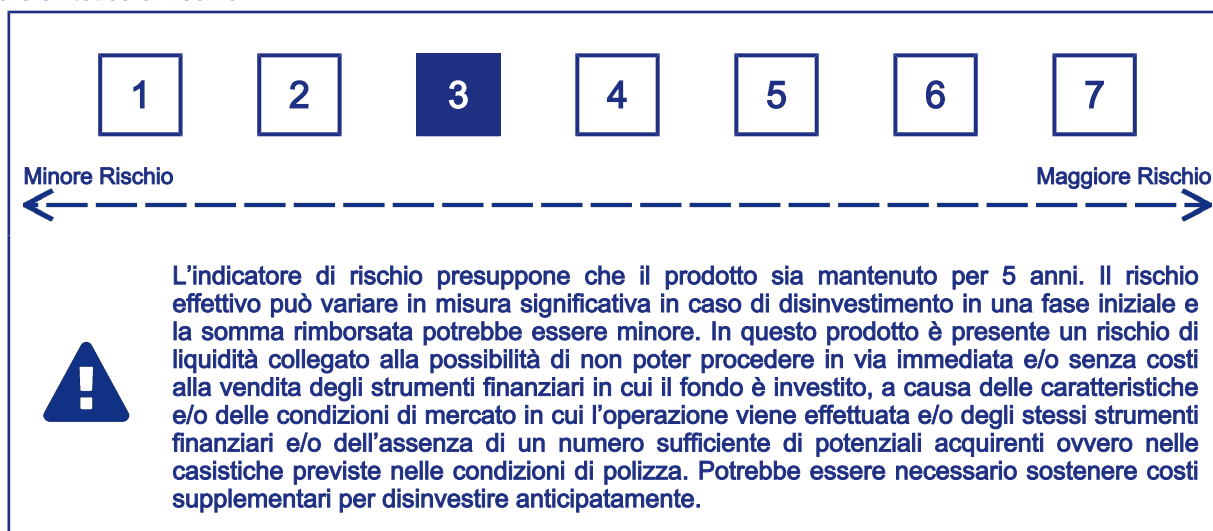 1 2 3 4 5 6 7
Minore Rischio Maggiore Rischio
L'indicatore di rischio presuppone che il prodotto sia mantenuto per 5 anni. Il rischio
effettivo può variare in misura significativa in caso di disinvestimento in una fase iniziale e
la somma rimborsata potrebbe essere minore. In questo prodotto è presente un rischio di
liquidità collegato alla possibilità di non poter procedere in via immediata e/o senza costi
alla vendita degli strumenti finanziari in cui il fondo è investito, a causa delle caratteristiche
e/o delle condizioni di mercato in cui l'operazione viene effettuata e/o degli stessi strumenti
finanziari e/o dell'assenza di un numero sufficiente di potenziali acquirenti ovvero nelle
casistiche previste nelle condizioni di polizza. Potrebbe essere necessario sostenere costi
supplementari per disinvestire anticipatamente.